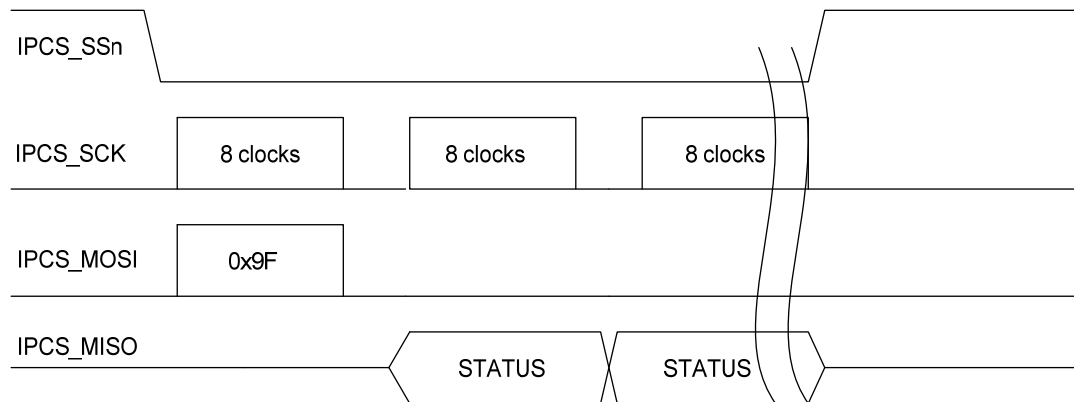 IPCS_SSn
IPCS_SCK
8 clocks
8 clocks
8 clocks
IPCS_MOSI
0x9F
IPCS_MISO
STATUS
STATUS